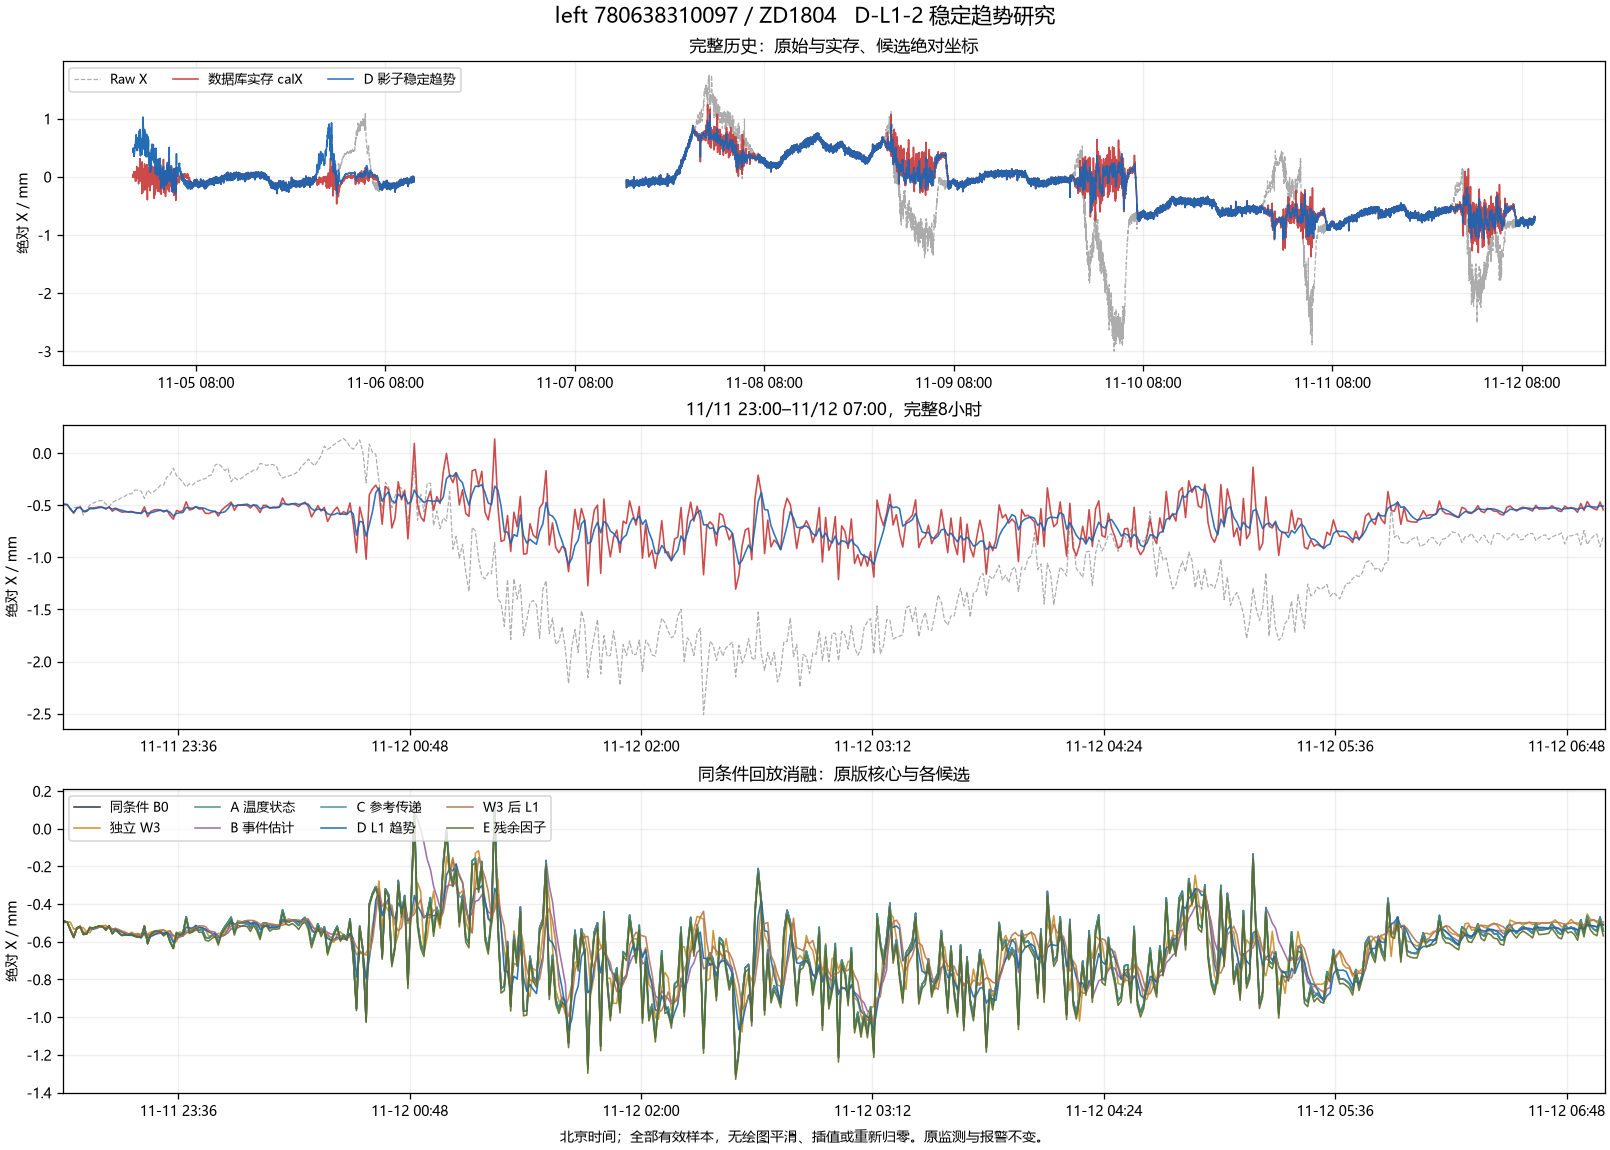 left 780638310097 / ZD1804   D-L1-2 稳定趋势研究
完整历史：原始与实存、候选绝对坐标
Raw X  数据库实存 calX  D 影子稳定趋势
绝对 X / mm
1
0
-1
-2
-3
11-05 08:00  11-06 08:00  11-07 08:00  11-08 08:00  11-09 08:00  11-10 08:00  11-11 08:00  11-12 08:00
11/11 23:00–11/12 07:00，完整8小时
绝对 X / mm
0.0
-0.5
-1.0
-1.5
-2.0
-2.5
11-11 23:36  11-12 00:48  11-12 02:00  11-12 03:12  11-12 04:24  11-12 05:36  11-12 06:48
同条件回放消融：原版核心与各候选
同条件 B0  A 温度状态  C 参考传递  W3 后 L1
独立 W3  B 事件估计  D L1 趋势  E 残余因子
绝对 X / mm
0.2
0.0
-0.2
-0.4
-0.6
-0.8
-1.0
-1.2
-1.4
11-11 23:36  11-12 00:48  11-12 02:00  11-12 03:12  11-12 04:24  11-12 05:36  11-12 06:48
北京时间；全部有效样本，无绘图平滑、插值或重新归零。原监测与报警不变。